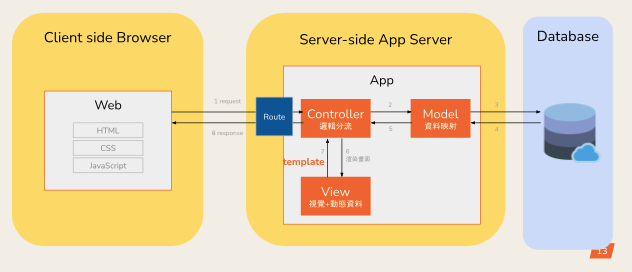 Client side Browser
Server-side App Server
Database
Web
HTML
CSS
JavaScript
1 request
8 response
Route
App
Controller
邏輯分流
2
5
Model
資料映射
3
4
template
7
6
渲染畫面
View
視覺+動態資料
13